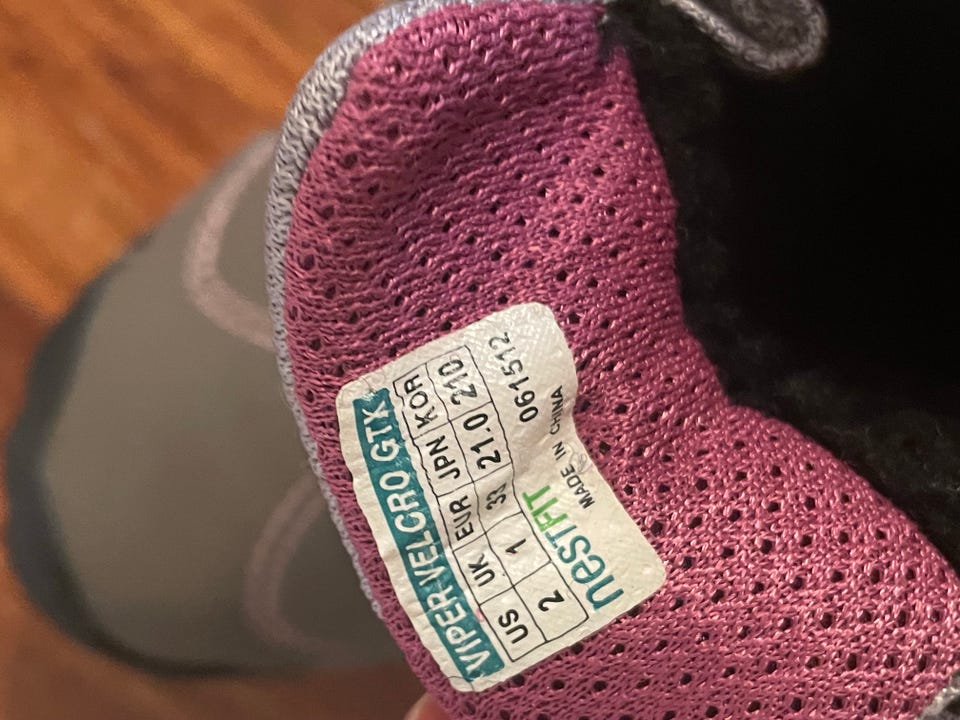 VIPER VELCRO GTX
US UK EUR JPN KOR
2 1 33 21.0 210
nestFIT 061512
MADE IN CHINA